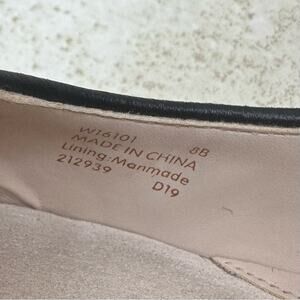 W16101 8B
MADE IN CHINA
Lining: Manmade
212939 D19